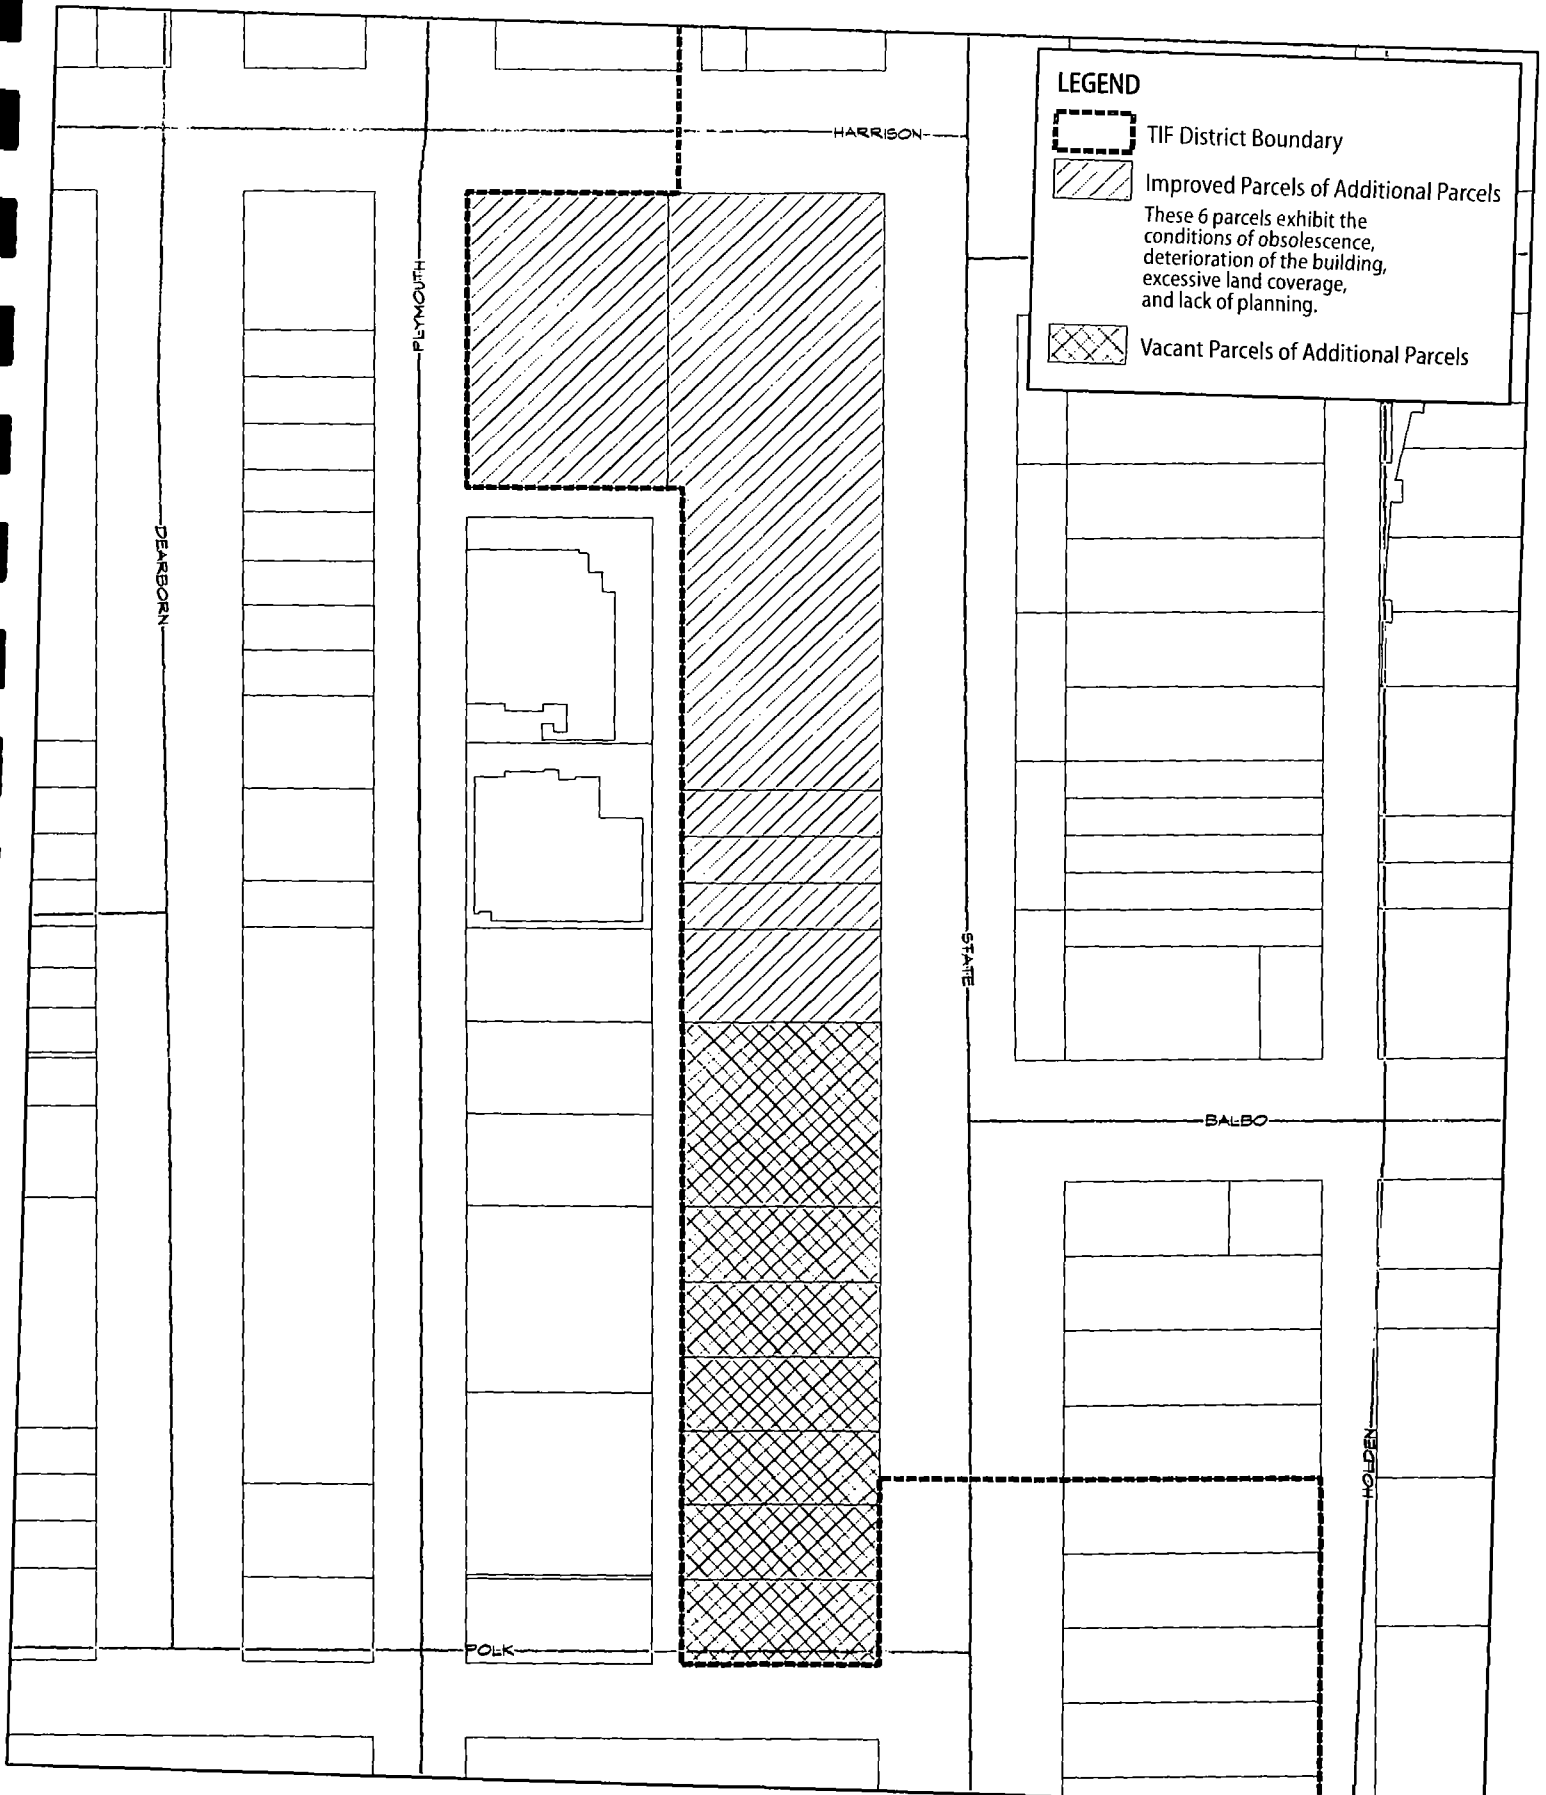 LEGEND
TIF District Boundary
Improved Parcels of Additional Parcels
These 6 parcels exhibit the
conditions of obsolescence,
deterioration of the building,
excessive land coverage,
and lack of planning.
Vacant Parcels of Additional Parcels
HARRISON
PLYMOUTH
DEARBORN
STATE
BALBO
HOLDEN
POLK